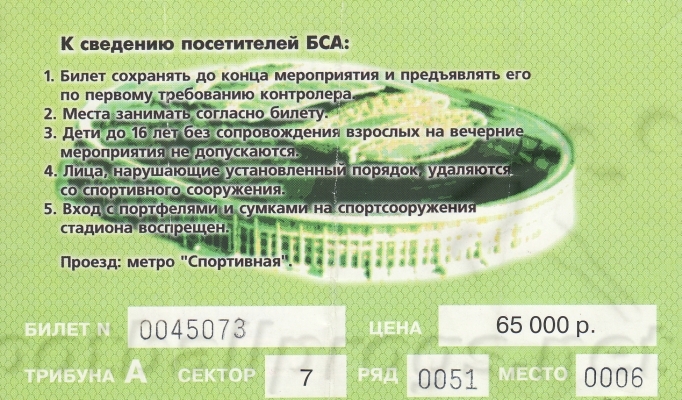 К сведению посетителей БСА:
1. Билет сохранять до конца мероприятия и предъявлять его
по первому требованию контролера.
2. Места занимать согласно билету.
3. Дети до 16 лет без сопровождения взрослых на вечерние
мероприятия не допускаются.
4. Лица, нарушающие установленный порядок, удаляются
со спортивного сооружения.
5. Вход с портфелями и сумками на спортсооружения
стадиона воспрещен.
Проезд: метро "Спортивная".
БИЛЕТ N 0045073 ЦЕНА 65 000 р.
ТРИБУНА А СЕКТОР 7 РЯД 0051 МЕСТО 0006